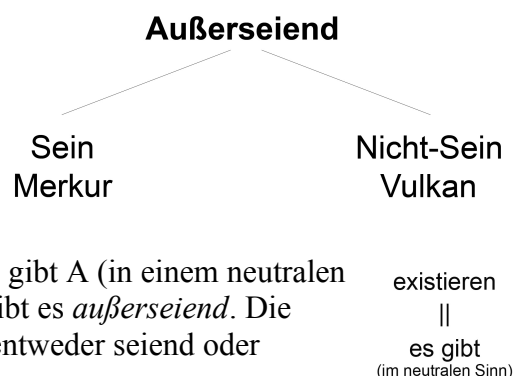 Außerseiend
Sein Nicht-Sein
Merkur Vulkan
gibt A (in einem neutralen
ibt es außerseiend. Die
entweder seiend oder
existieren
||
es gibt
(im neutralen Sinn)